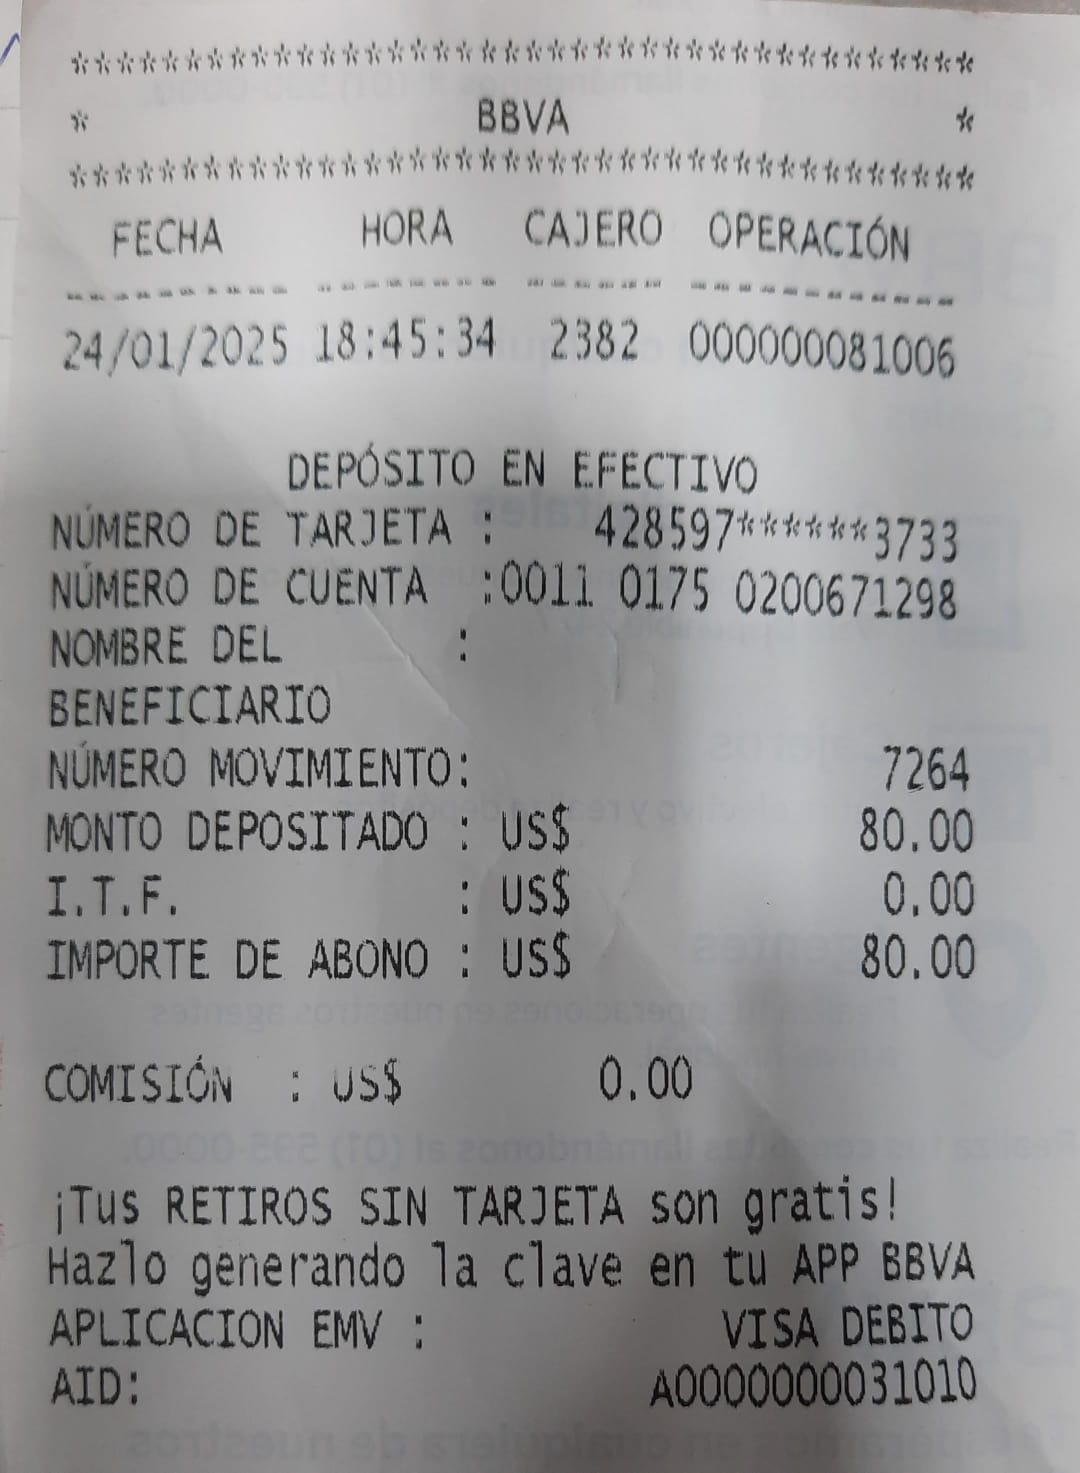 ****************************************
* BBVA *
****************************************
FECHA HORA CAJERO OPERACIÓN
---------- -------- ------ ------------
24/01/2025 18:45:34 2382 000000081006
DEPÓSITO EN EFECTIVO
NÚMERO DE TARJETA : 428597******3733
NÚMERO DE CUENTA :0011 0175 0200671298
NOMBRE DEL :
BENEFICIARIO
NÚMERO MOVIMIENTO: 7264
MONTO DEPOSITADO : US$ 80.00
I.T.F. : US$ 0.00
IMPORTE DE ABONO : US$ 80.00
COMISIÓN : US$ 0.00
¡Tus RETIROS SIN TARJETA son gratis!
Hazlo generando la clave en tu APP BBVA
APLICACION EMV : VISA DEBITO
AID: A0000000031010